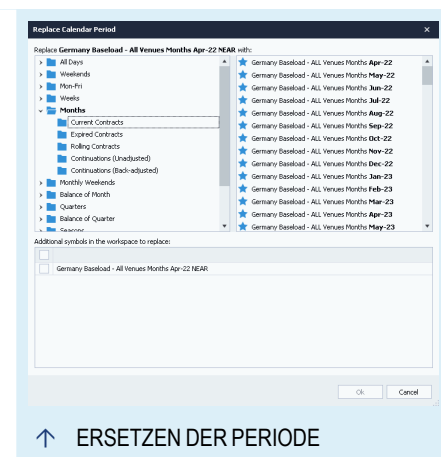 Replace Calendar Period
Replace Germany Baseload - All Venues Months Apr-22 NEAR with:
All Days
Weekends
Mon-Fri
Weeks
Months
Current Contracts
Expired Contracts
Rolling Contracts
Continuations (Unadjusted)
Continuations (Back-adjusted)
Monthly Weekends
Balance of Month
Quarters
Balance of Quarter
Seasons
Germany Baseload - ALL Venues Months Apr-22
Germany Baseload - ALL Venues Months May-22
Germany Baseload - ALL Venues Months Jun-22
Germany Baseload - ALL Venues Months Jul-22
Germany Baseload - ALL Venues Months Aug-22
Germany Baseload - ALL Venues Months Sep-22
Germany Baseload - ALL Venues Months Oct-22
Germany Baseload - ALL Venues Months Nov-22
Germany Baseload - ALL Venues Months Dec-22
Germany Baseload - ALL Venues Months Jan-23
Germany Baseload - ALL Venues Months Feb-23
Germany Baseload - ALL Venues Months Mar-23
Germany Baseload - ALL Venues Months Apr-23
Germany Baseload - ALL Venues Months May-23
Additional symbols in the workspace to replace:
Germany Baseload - All Venues Months Apr-22 NEAR
Ok Cancel
↑ ERSETZEN DER PERIODE